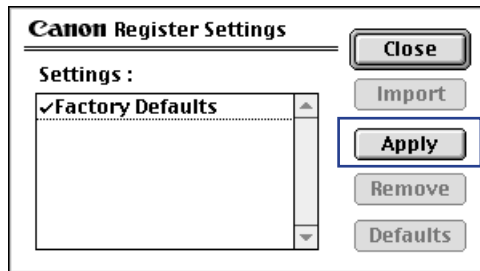 Canon Register Settings
Settings :
✓Factory Defaults
Close
Import
Apply
Remove
Defaults